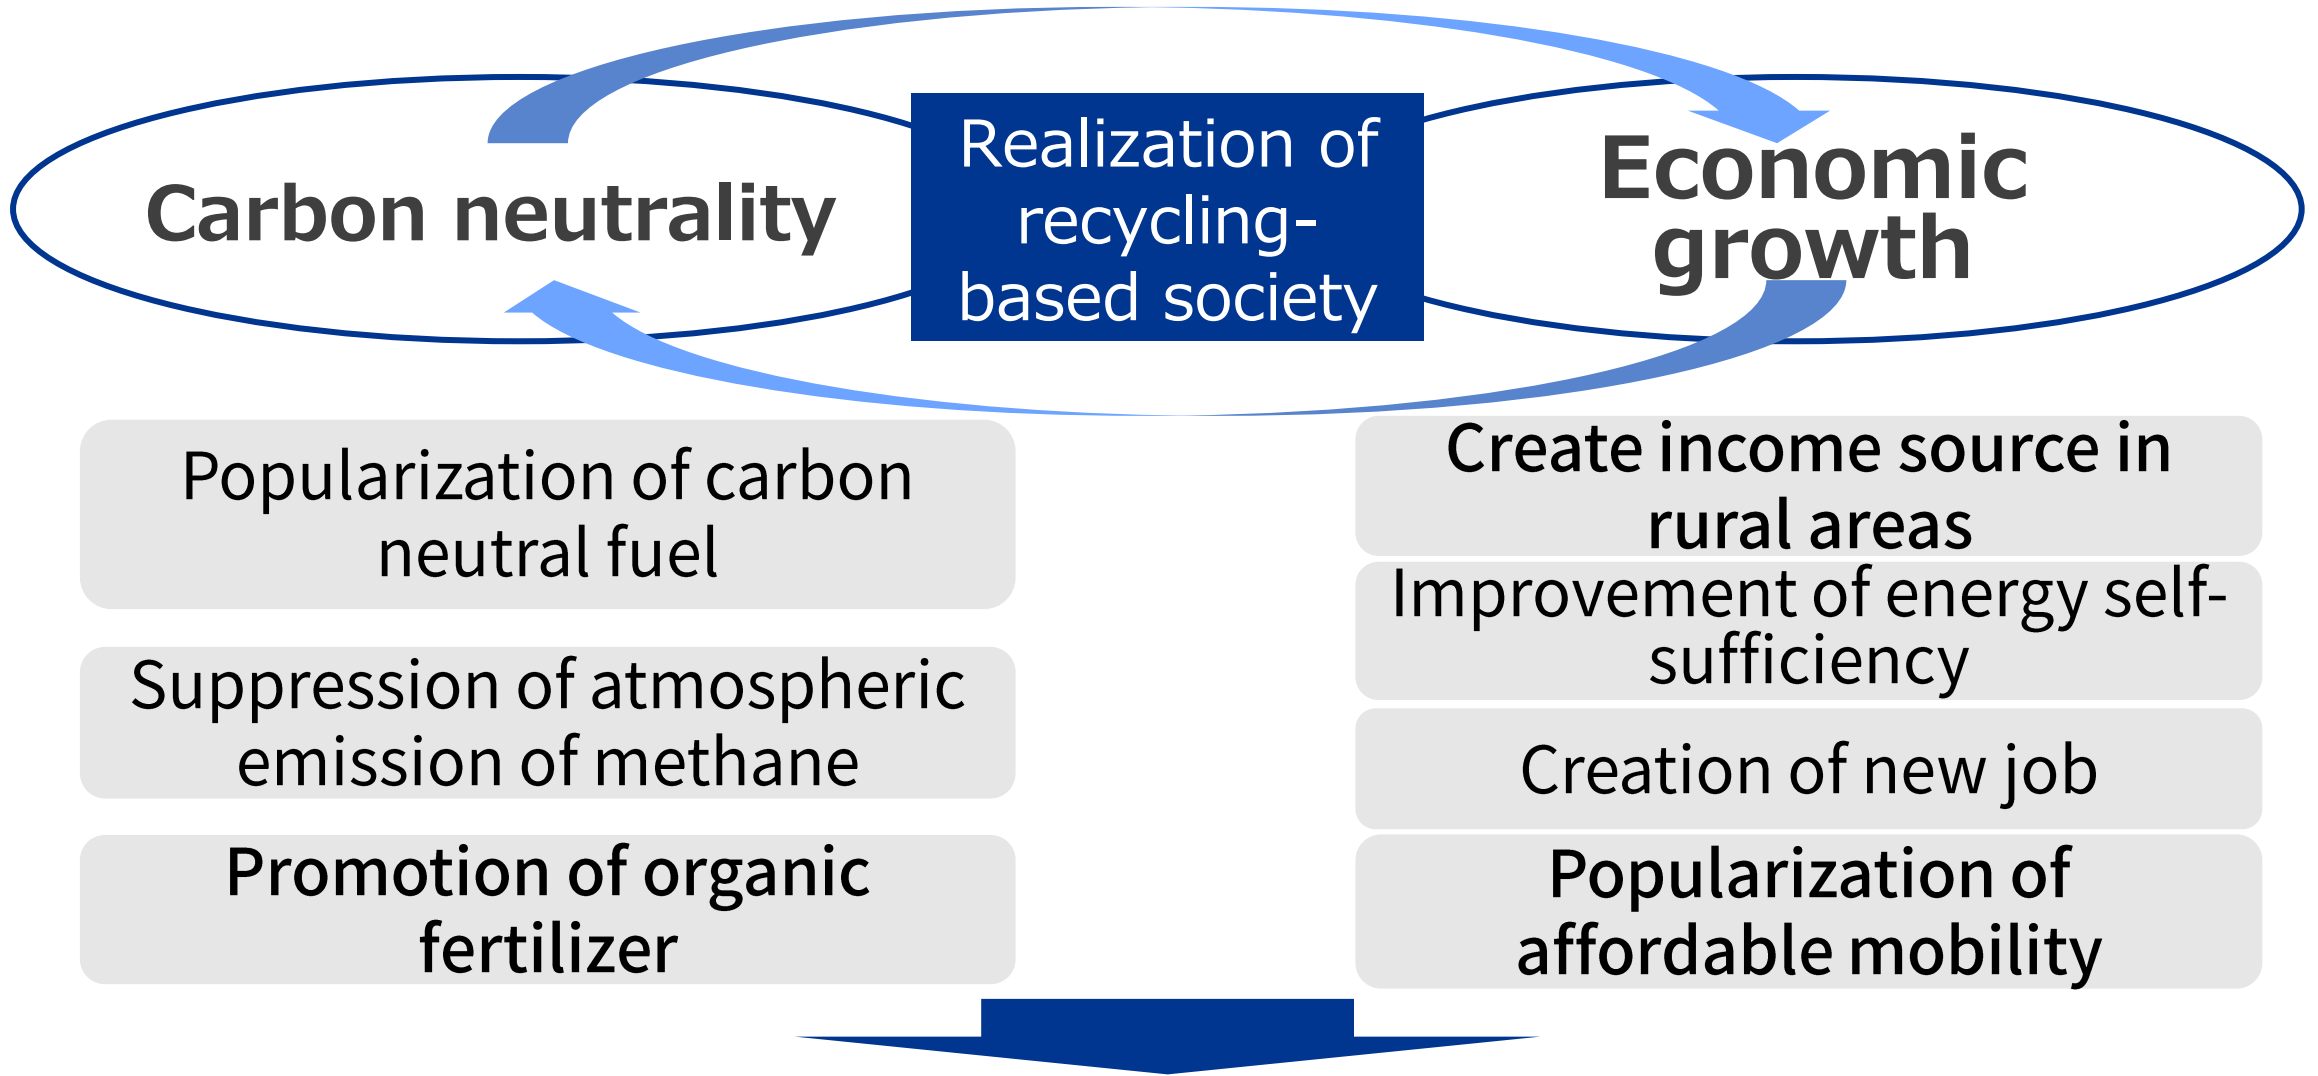 Carbon neutrality
Realization of
recycling-
based society
Economic
growth
Popularization of carbon
neutral fuel
Suppression of atmospheric
emission of methane
Promotion of organic
fertilizer
Create income source in
rural areas
Improvement of energy self-
sufficiency
Creation of new job
Popularization of
affordable mobility